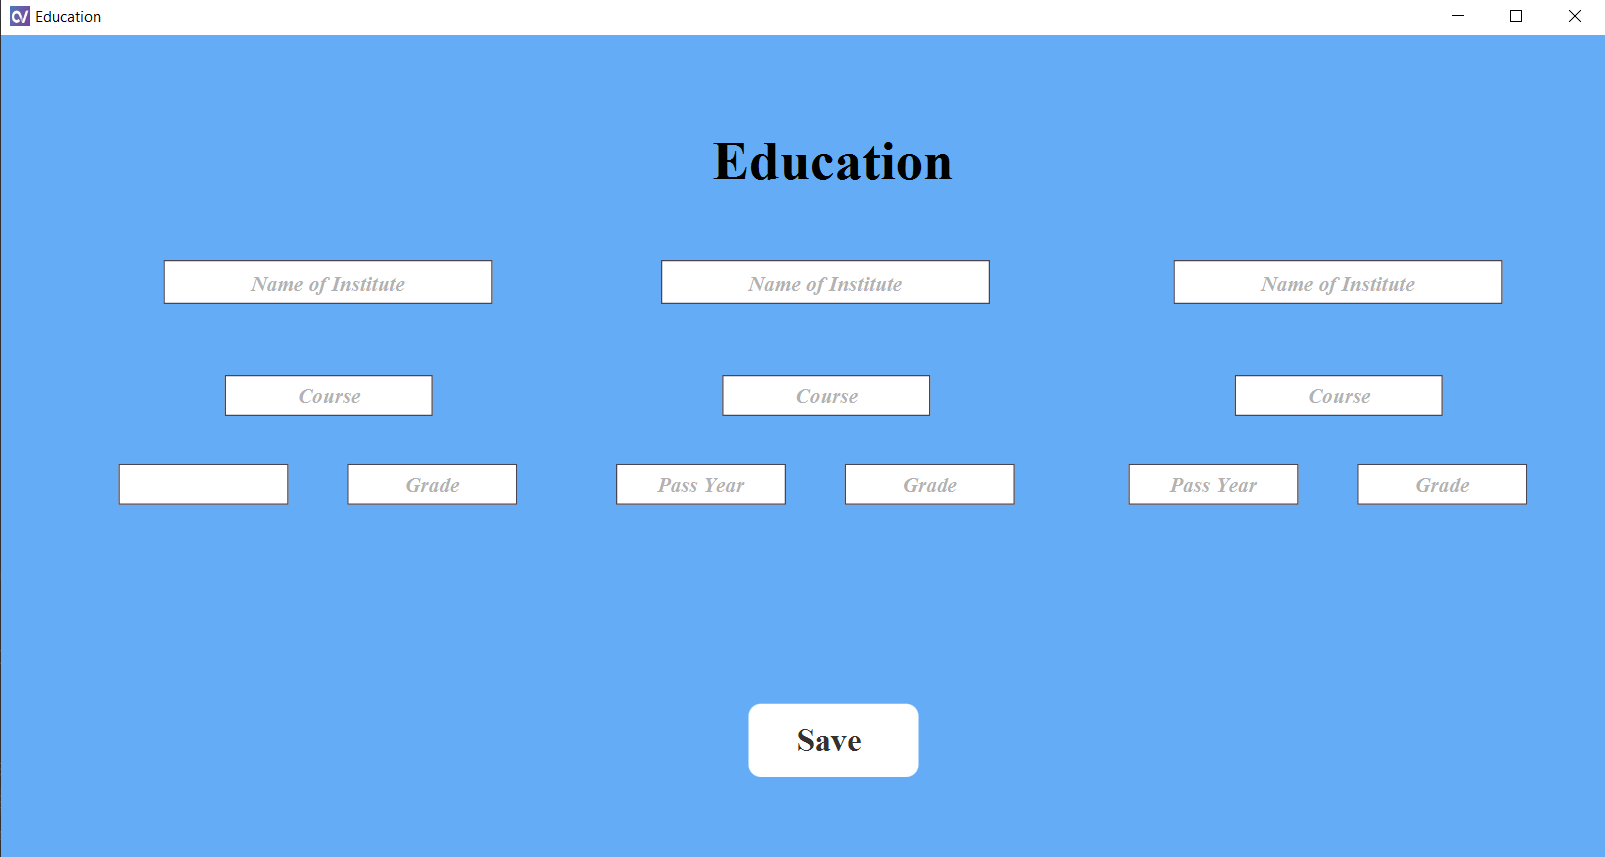 Education
Education
Name of Institute Name of Institute Name of Institute
Course Course Course
Grade Pass Year Grade Pass Year Grade
Save